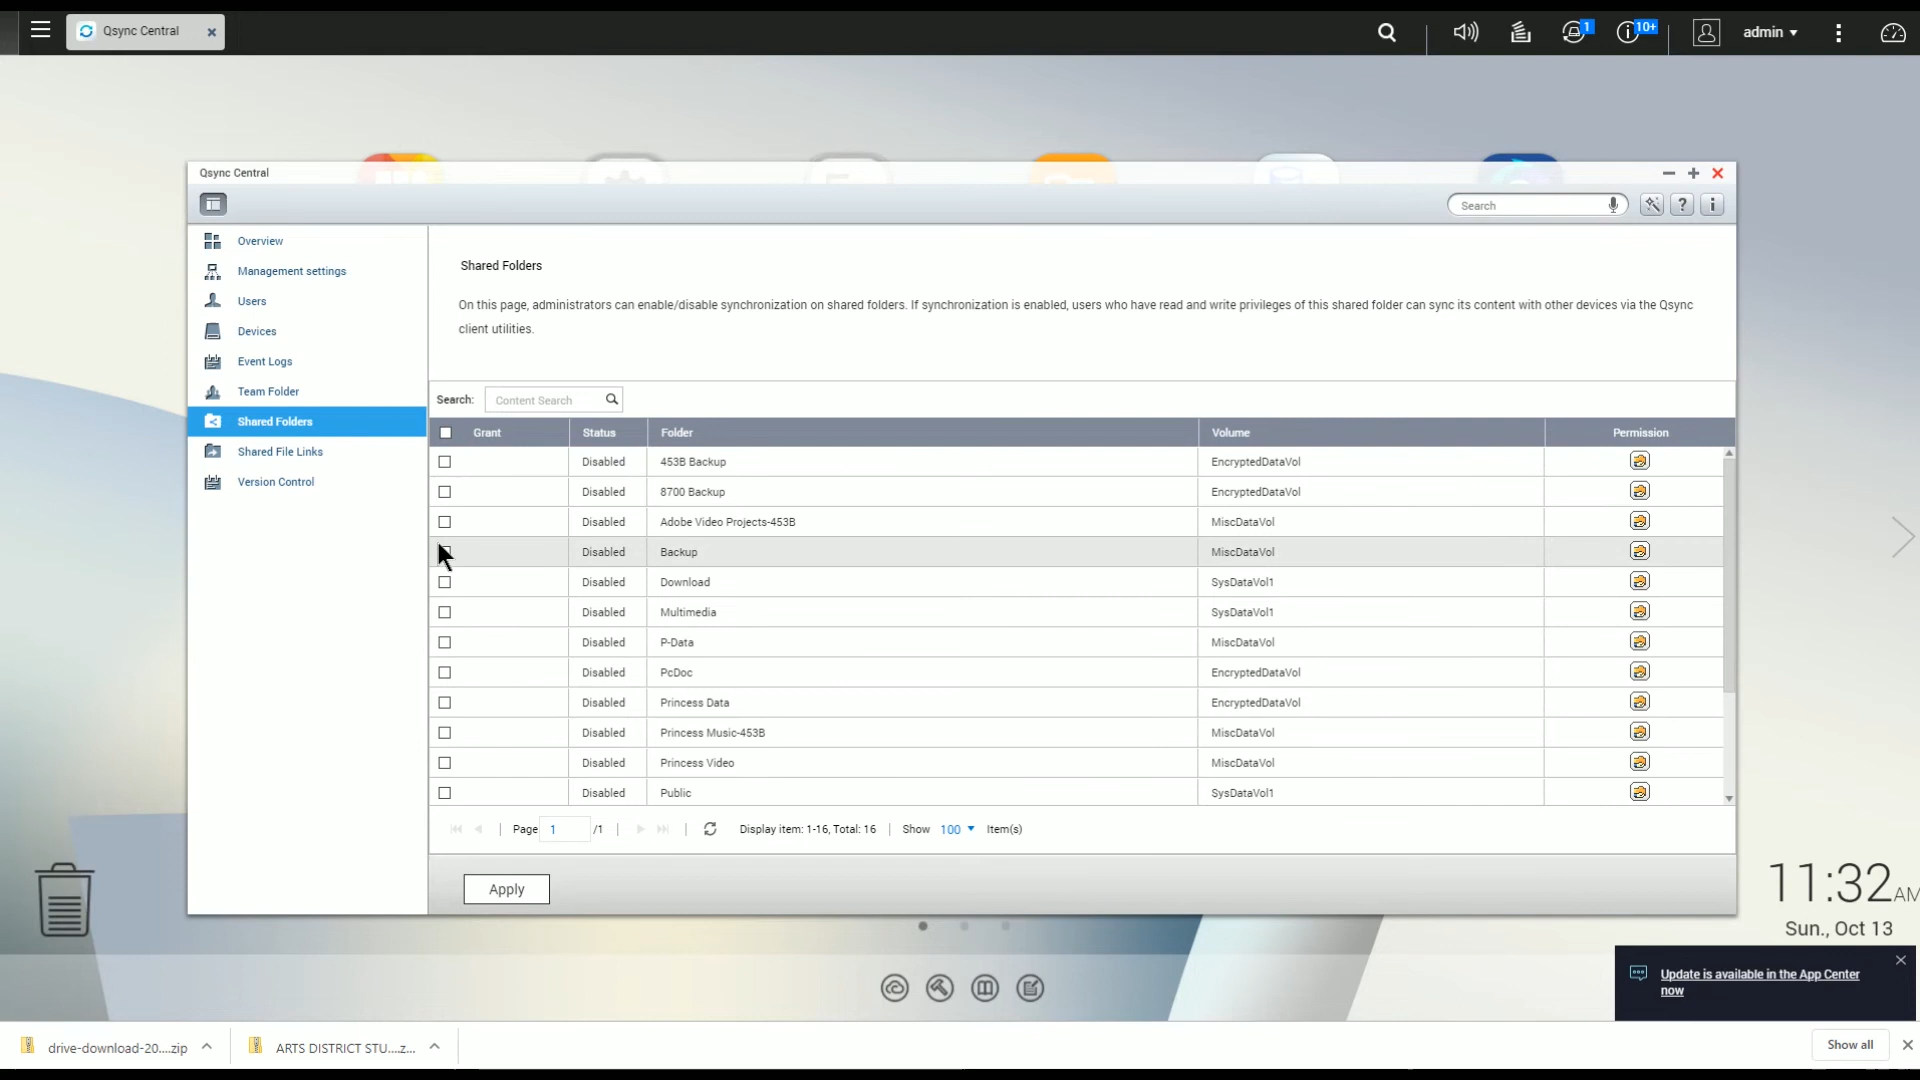 Qsync Central
1
10+
admin
Qsync Central
Search
Overview
Management settings
Users
Devices
Event Logs
Team Folder
Shared Folders
Shared File Links
Version Control
Shared Folders
On this page, administrators can enable/disable synchronization on shared folders. If synchronization is enabled, users who have read and write privileges of this shared folder can sync its content with other devices via the Qsync
client utilities.
Search: Content Search
Grant Status Folder Volume Permission
Disabled 453B Backup EncryptedDataVol
Disabled 8700 Backup EncryptedDataVol
Disabled Adobe Video Projects-453B MiscDataVol
Disabled Backup MiscDataVol
Disabled Download SysDataVol1
Disabled Multimedia SysDataVol1
Disabled P-Data MiscDataVol
Disabled PcDoc EncryptedDataVol
Disabled Princess Data EncryptedDataVol
Disabled Princess Music-453B MiscDataVol
Disabled Princess Video MiscDataVol
Disabled Public SysDataVol1
Page 1 /1 Display item: 1-16, Total: 16 Show 100 Item(s)
Apply
11:32 AM
Sun., Oct 13
Update is available in the App Center
now
drive-download-20....zip
ARTS DISTRICT STU....z...
Show all